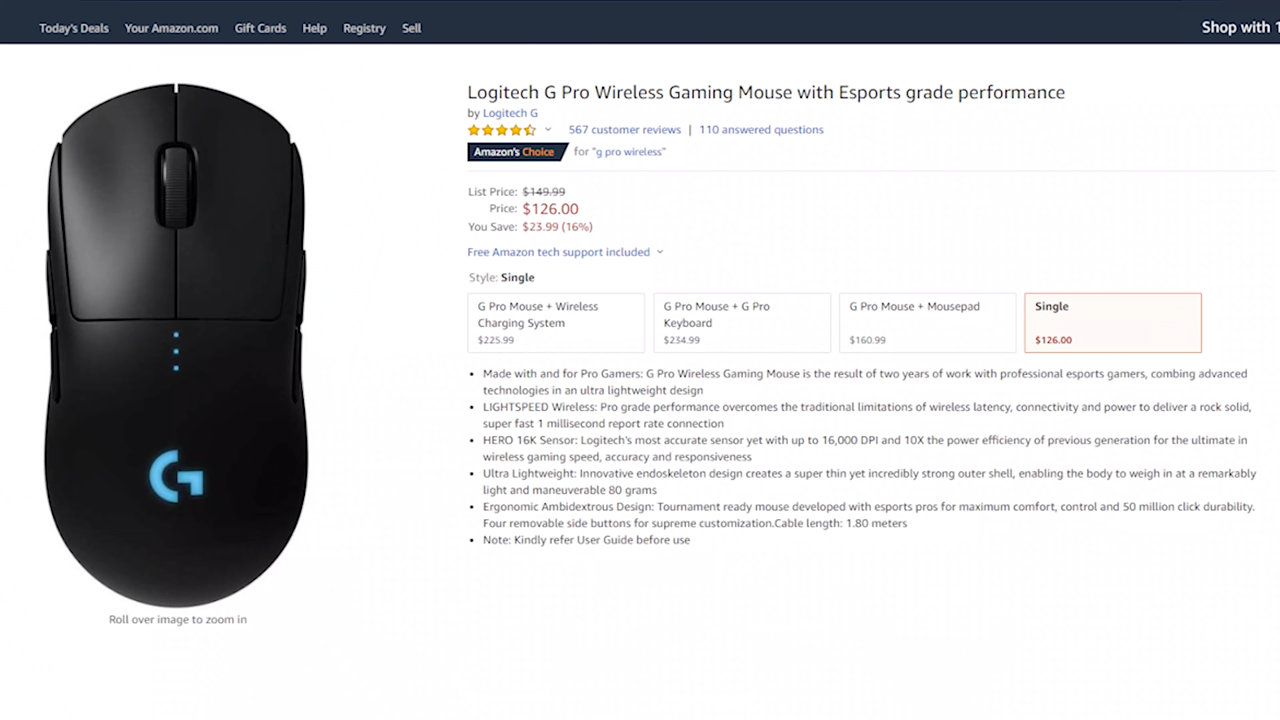 Today's Deals Your Amazon.com Gift Cards Help Registry Sell
Shop with 1
Logitech G Pro Wireless Gaming Mouse with Esports grade performance
by Logitech G
567 customer reviews | 110 answered questions
Amazon's Choice for "g pro wireless"
List Price: $149.99
Price: $126.00
You Save: $23.99 (16%)
Free Amazon tech support included
Style: Single
G Pro Mouse + Wireless
Charging System
$225.99
G Pro Mouse + G Pro
Keyboard
$234.99
G Pro Mouse + Mousepad
$160.99
Single
$126.00
• Made with and for Pro Gamers: G Pro Wireless Gaming Mouse is the result of two years of work with professional esports gamers, combing advanced
technologies in an ultra lightweight design
• LIGHTSPEED Wireless: Pro grade performance overcomes the traditional limitations of wireless latency, connectivity and power to deliver a rock solid,
super fast 1 millisecond report rate connection
• HERO 16K Sensor: Logitech's most accurate sensor yet with up to 16,000 DPI and 10X the power efficiency of previous generation for the ultimate in
wireless gaming speed, accuracy and responsiveness
• Ultra Lightweight: Innovative endoskeleton design creates a super thin yet incredibly strong outer shell, enabling the body to weigh in at a remarkably
light and maneuverable 80 grams
• Ergonomic Ambidextrous Design: Tournament ready mouse developed with esports pros for maximum comfort, control and 50 million click durability.
Four removable side buttons for supreme customization.Cable length: 1.80 meters
• Note: Kindly refer User Guide before use
G
Roll over image to zoom in